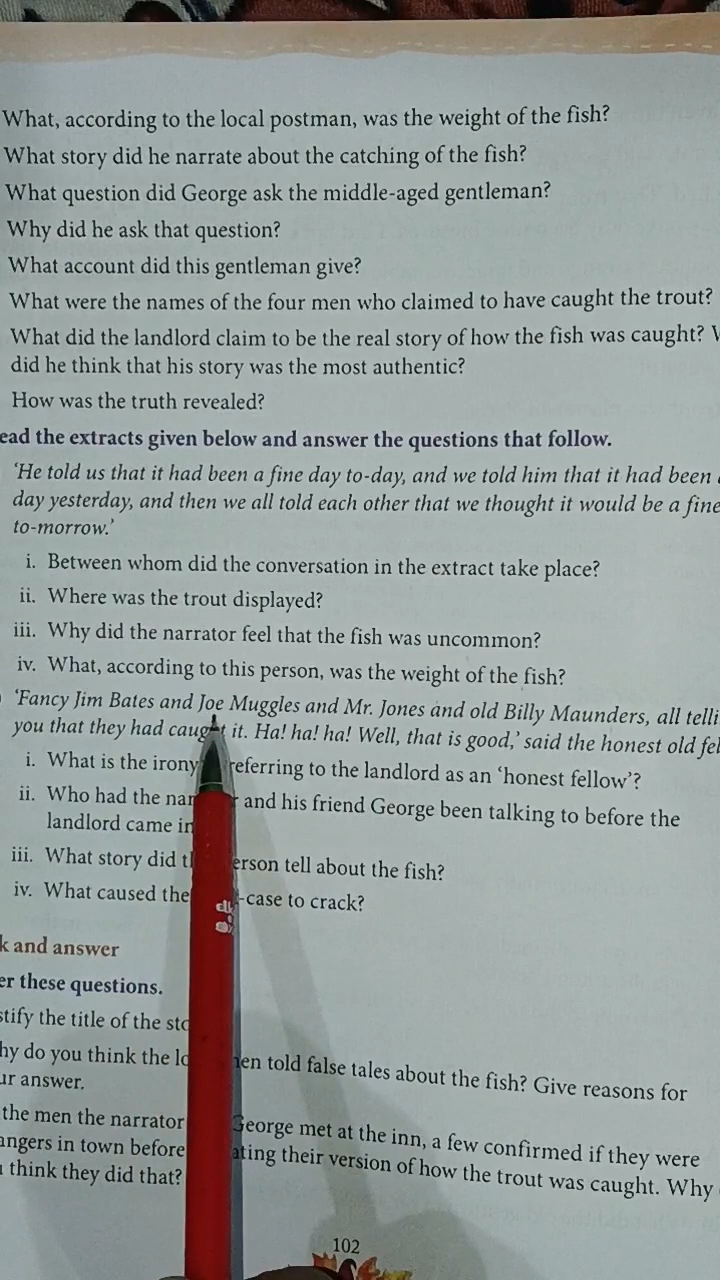 What, according to the local postman, was the weight of the fish?
What story did he narrate about the catching of the fish?
What question did George ask the middle-aged gentleman?
Why did he ask that question?
What account did this gentleman give?
What were the names of the four men who claimed to have caught the trout?
What did the landlord claim to be the real story of how the fish was caught?
did he think that his story was the most authentic?
How was the truth revealed?
ead the extracts given below and answer the questions that follow.
'He told us that it had been a fine day to-day, and we told him that it had been
day yesterday, and then we all told each other that we thought it would be a fine
to-morrow.'
i. Between whom did the conversation in the extract take place?
ii. Where was the trout displayed?
iii. Why did the narrator feel that the fish was uncommon?
iv. What, according to this person, was the weight of the fish?
'Fancy Jim Bates and Joe Muggles and Mr. Jones and old Billy Maunders, all telli
you that they had caught it. Ha! ha! ha! Well, that is good,' said the honest old fel
i. What is the irony referring to the landlord as an 'honest fellow'?
ii. Who had the nar and his friend George been talking to before the
landlord came in
iii. What story did t erson tell about the fish?
iv. What caused the -case to crack?
k and answer
er these questions.
stify the title of the sto
hy do you think the lo en told false tales about the fish? Give reasons for
ur answer.
the men the narrator George met at the inn, a few confirmed if they were
angers in town before ating their version of how the trout was caught. Why
think they did that?
102